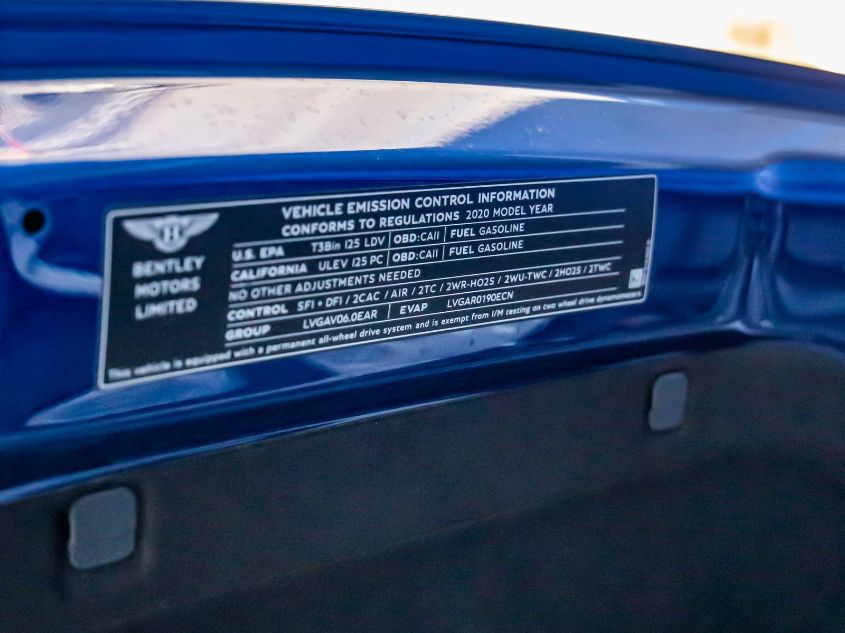 VEHICLE EMISSION CONTROL INFORMATION
CONFORMS TO REGULATIONS 2020 MODEL YEAR
B
BENTLEY
MOTORS
LIMITED
U.S. EPA T3Bin 125 LDV OBD:CAII FUEL GASOLINE
CALIFORNIA ULEV 125 PC OBD:CAII FUEL GASOLINE
NO OTHER ADJUSTMENTS NEEDED
CONTROL SFI + DFI / 2CAC / AIR / 2TC / 2WR-HO2S / 2WU-TWC / 2HO2S / 2TWC
GROUP LVGAV06.0EAR EVAP LVGAR0190ECN
This vehicle is equipped with a permanent all-wheel drive system and is exempt from I/M testing on two wheel drive dynamometers